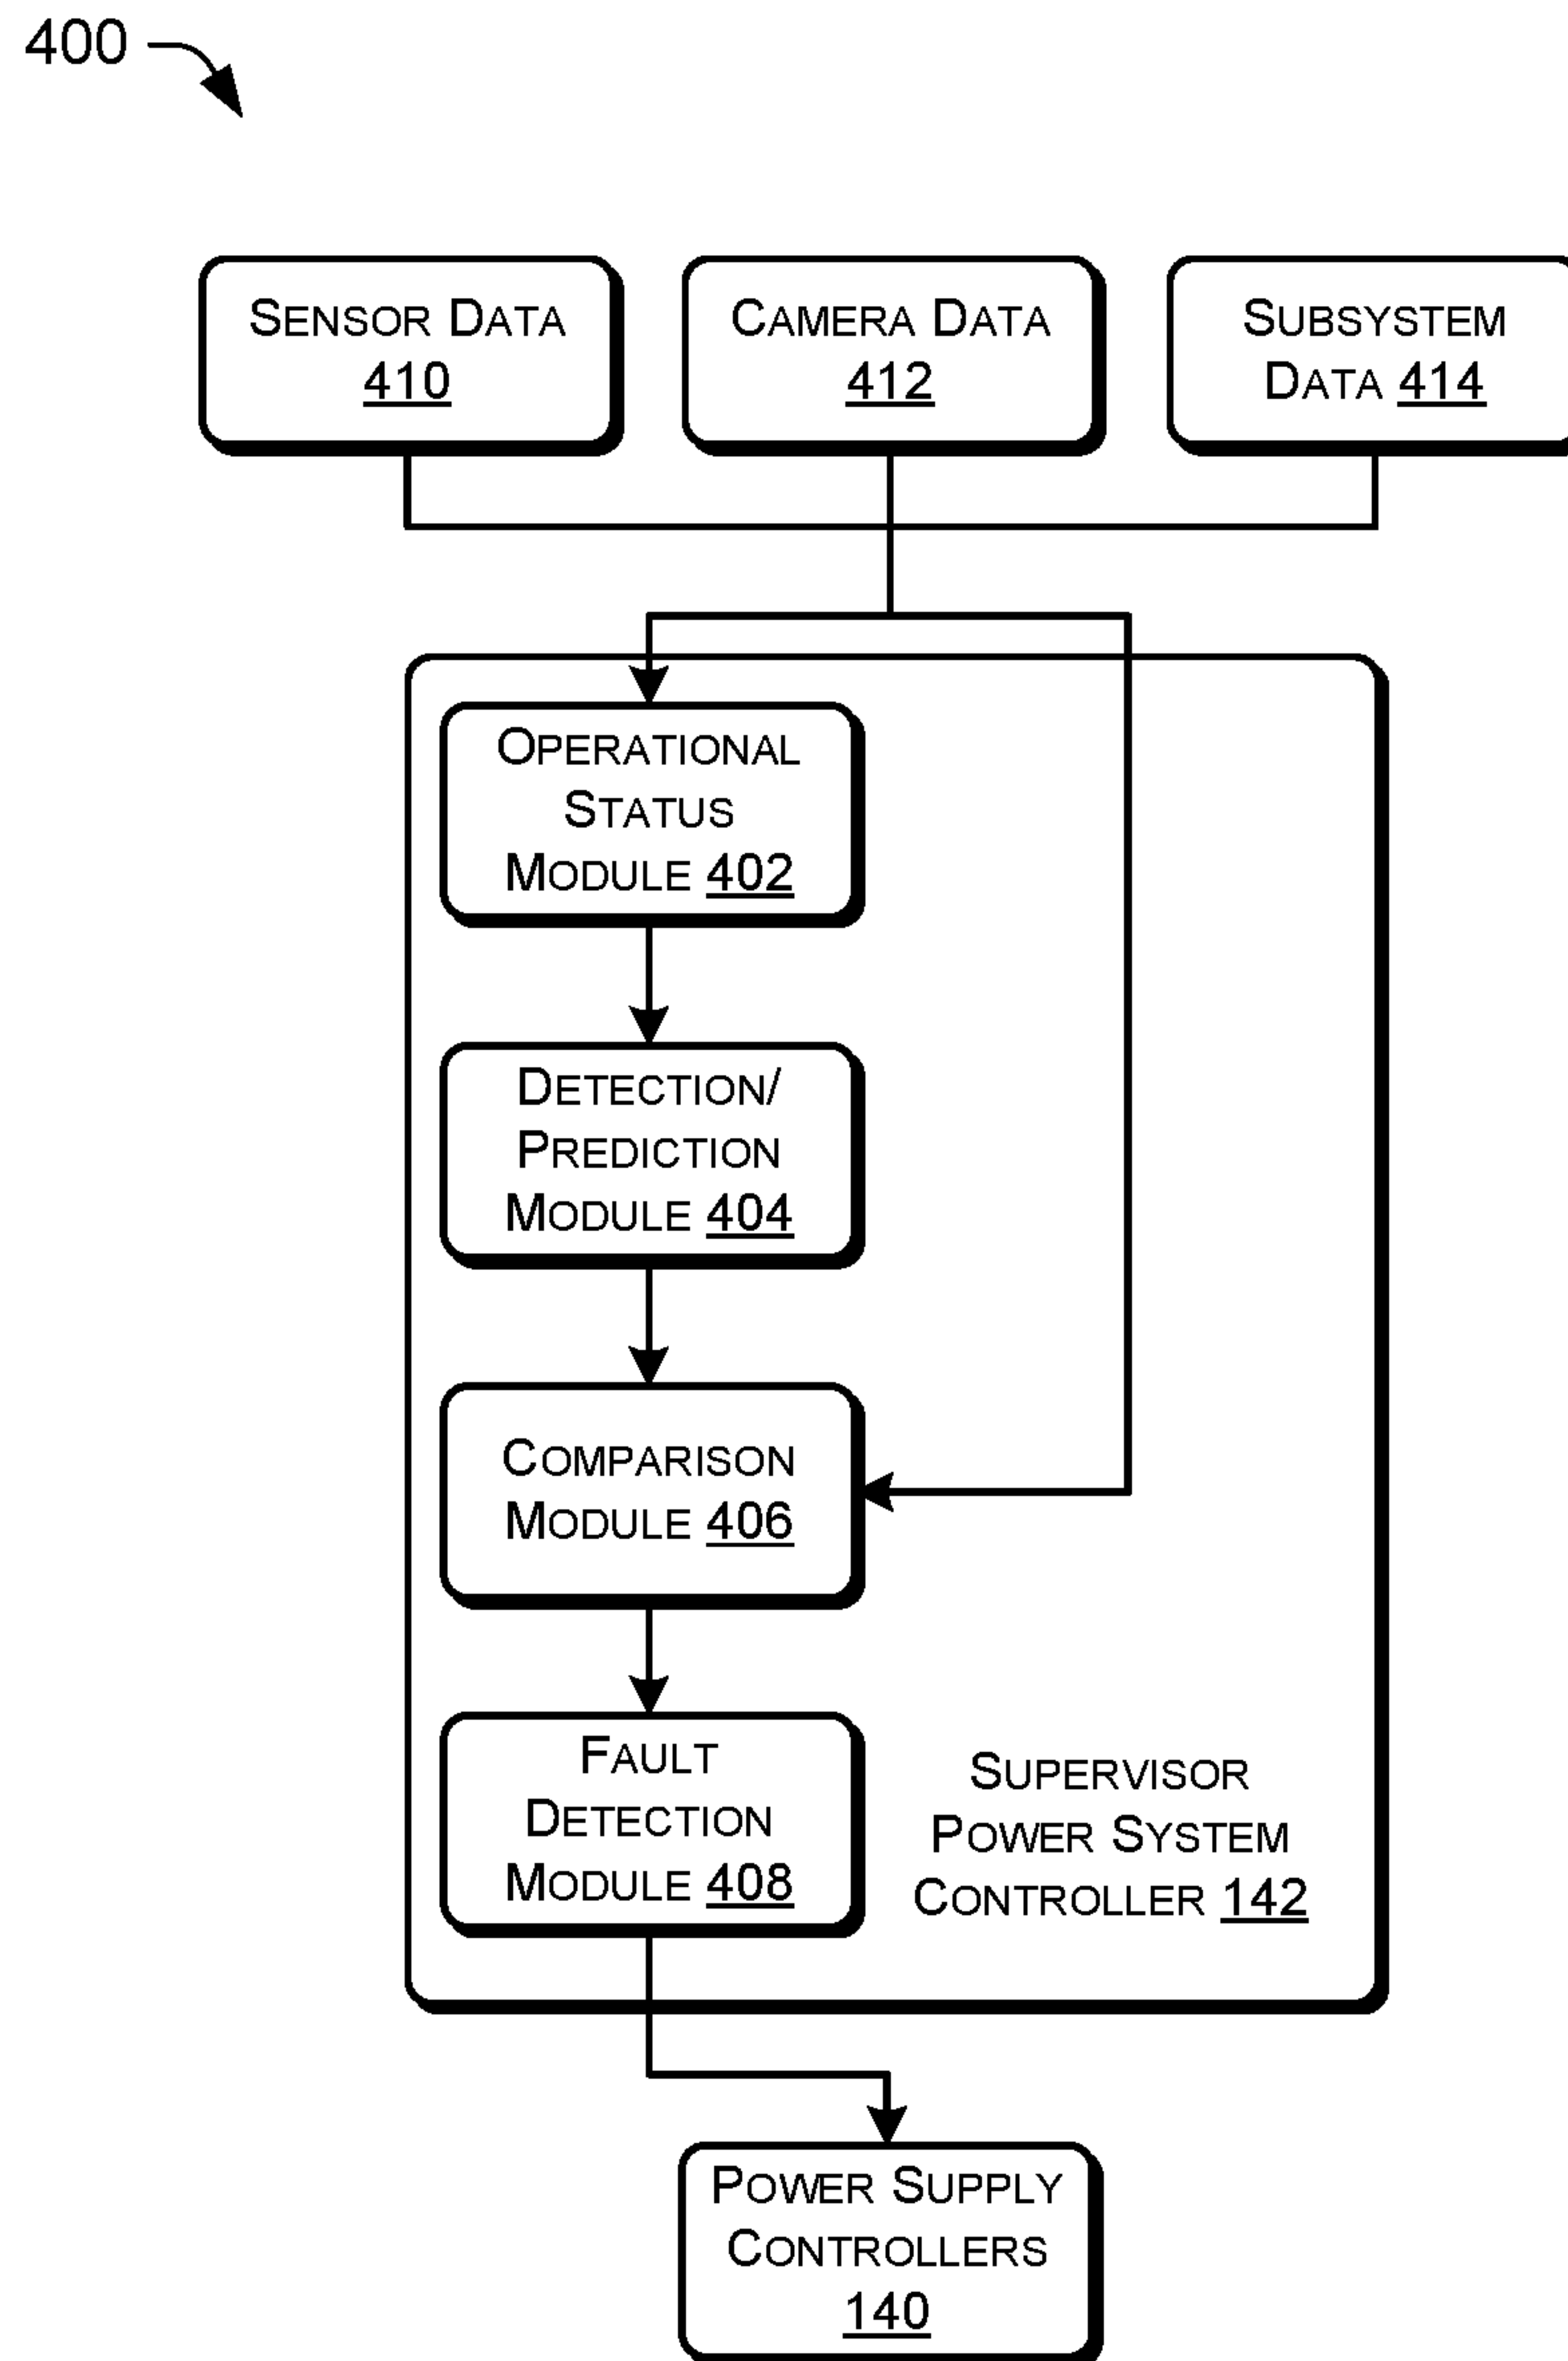 400
SENSOR DATA
410
CAMERA DATA
412
SUBSYSTEM
DATA 414
OPERATIONAL
STATUS
MODULE 402
DETECTION/
PREDICTION
MODULE 404
COMPARISON
MODULE 406
FAULT
DETECTION
MODULE 408
SUPERVISOR
POWER SYSTEM
CONTROLLER 142
POWER SUPPLY
CONTROLLERS
140